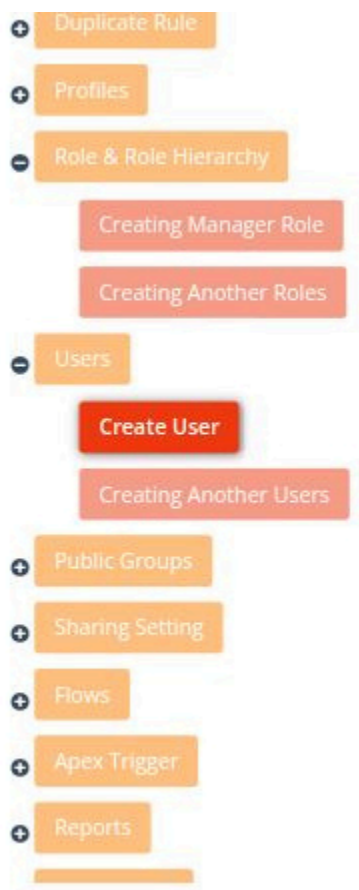 Duplicate Rule
Profiles
Role & Role Hierarchy
Creating Manager Role
Creating Another Roles
Users
Create User
Creating Another Users
Public Groups
Sharing Setting
Flows
Apex Trigger
Reports